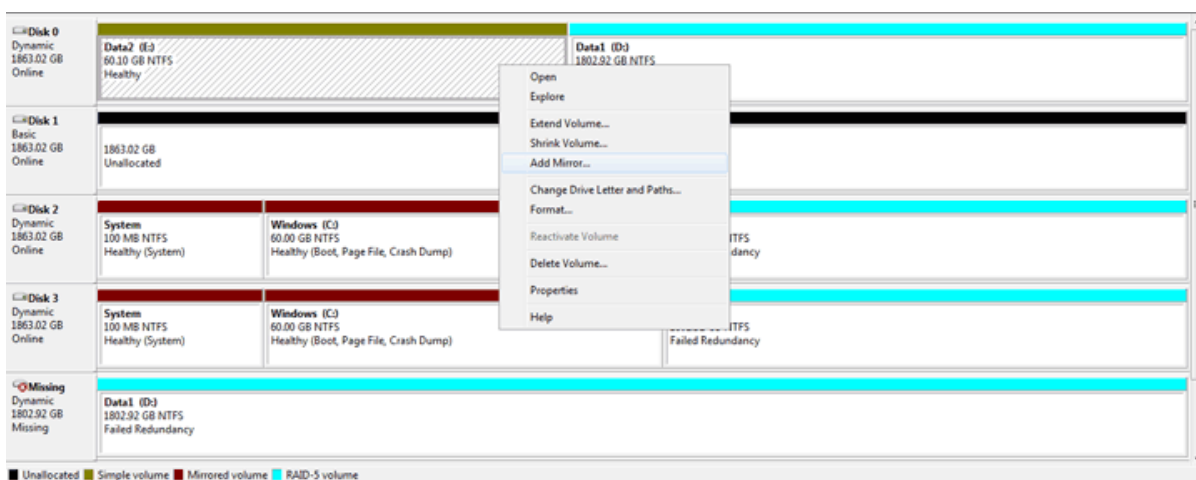 Disk 0
Dynamic
1863.02 GB
Online
Data2 (E:)
60.10 GB NTFS
Healthy
Data1 (D:)
1802.92 GB NTFS
Open
Explore
Extend Volume...
Shrink Volume...
Add Mirror...
Change Drive Letter and Paths...
Format...
Reactivate Volume
Delete Volume...
Properties
Help
Disk 1
Basic
1863.02 GB
Online
1863.02 GB
Unallocated
Disk 2
Dynamic
1863.02 GB
Online
System
100 MB NTFS
Healthy (System)
Windows (C:)
60.00 GB NTFS
Healthy (Boot, Page File, Crash Dump)
Disk 3
Dynamic
1863.02 GB
Online
System
100 MB NTFS
Healthy (System)
Windows (C:)
60.00 GB NTFS
Healthy (Boot, Page File, Crash Dump)
Failed Redundancy
Missing
Dynamic
1802.92 GB
Missing
Data1 (D:)
1802.92 GB NTFS
Failed Redundancy
Unallocated Simple volume Mirrored volume RAID-5 volume